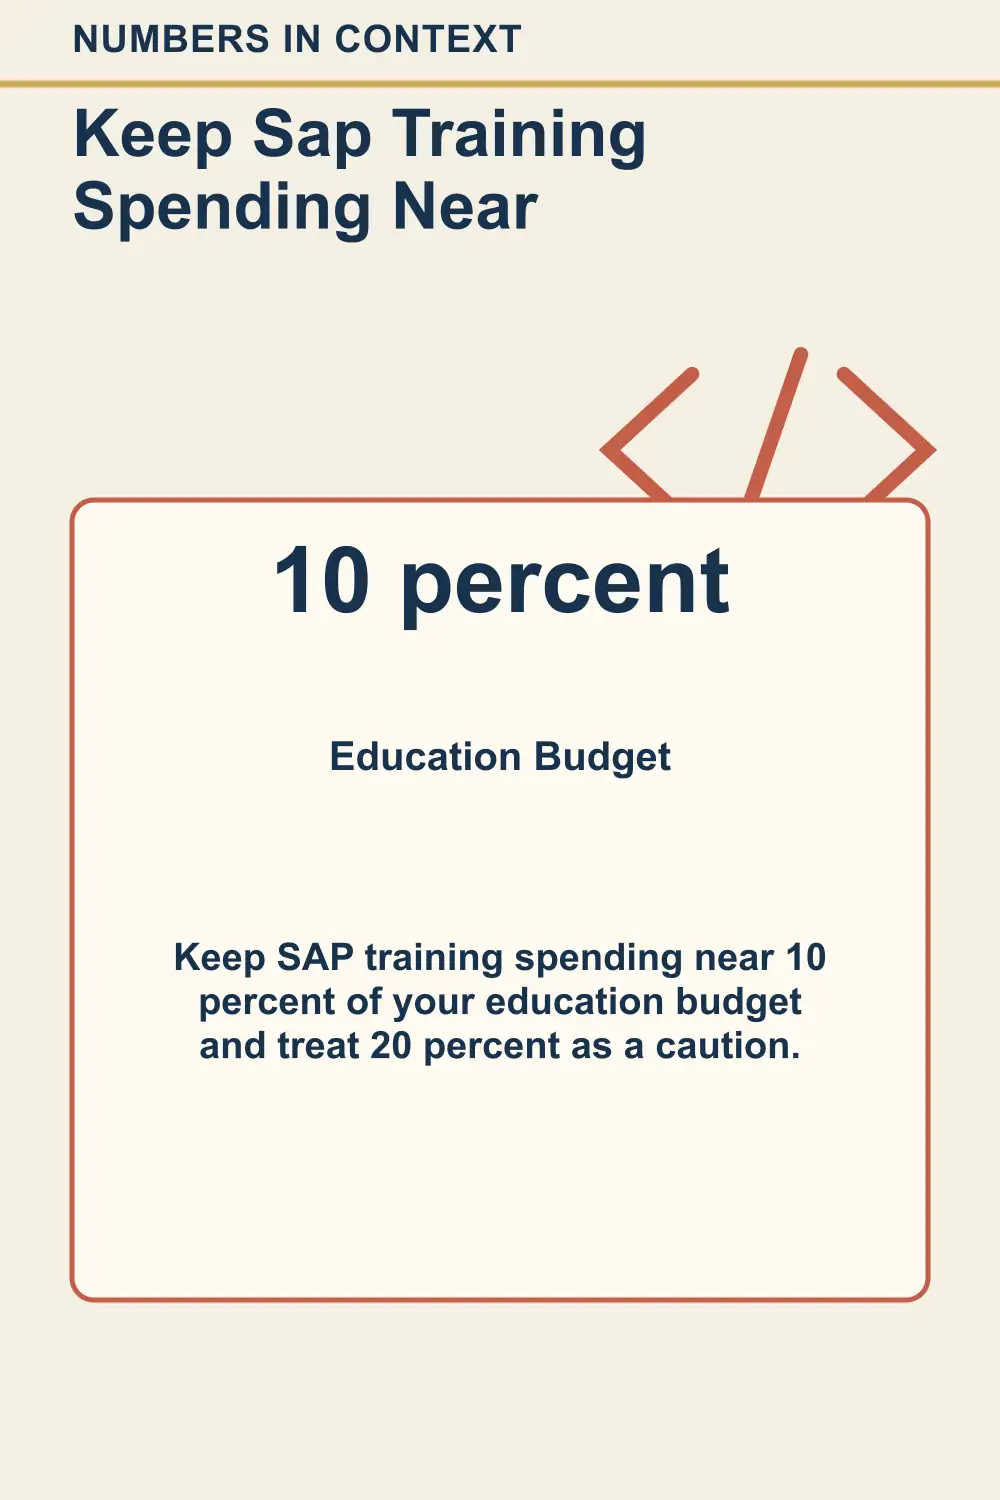 NUMBERS IN CONTEXT
Keep Sap Training
Spending Near
10 percent
Education Budget
Keep SAP training spending near 10
percent of your education budget
and treat 20 percent as a caution.